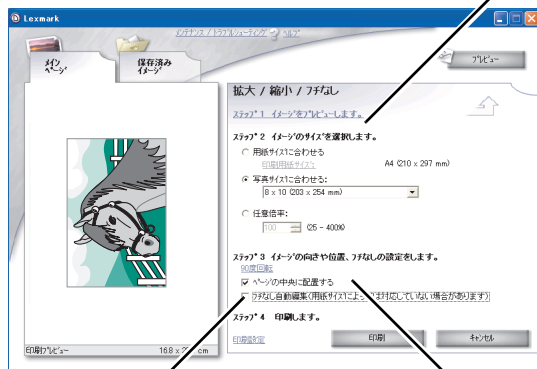 Lexmark
メンテナンス / トラブルシューティング ? ヘルプ
メイン
ページ
保存済み
イメージ
プレビュー
拡大 / 縮小 / フチなし
ステップ 1 イメージをプレビューします。
ステップ 2 イメージのサイズを選択します。
用紙サイズに合わせる
印刷用紙サイズ:
A4 (210 x 297 mm)
写真サイズに合わせる:
8 x 10 (203 x 254 mm)
任意倍率:
100 (25 - 400%)
ステップ 3 イメージの向きや位置、フチなしの設定をします。
90度回転
ページの中央に配置する
フチなし自動編集(用紙サイズによっては対応していない場合があります)
ステップ 4 印刷します。
印刷設定
印刷
キャンセル
印刷プレビュー
16.8 x cm